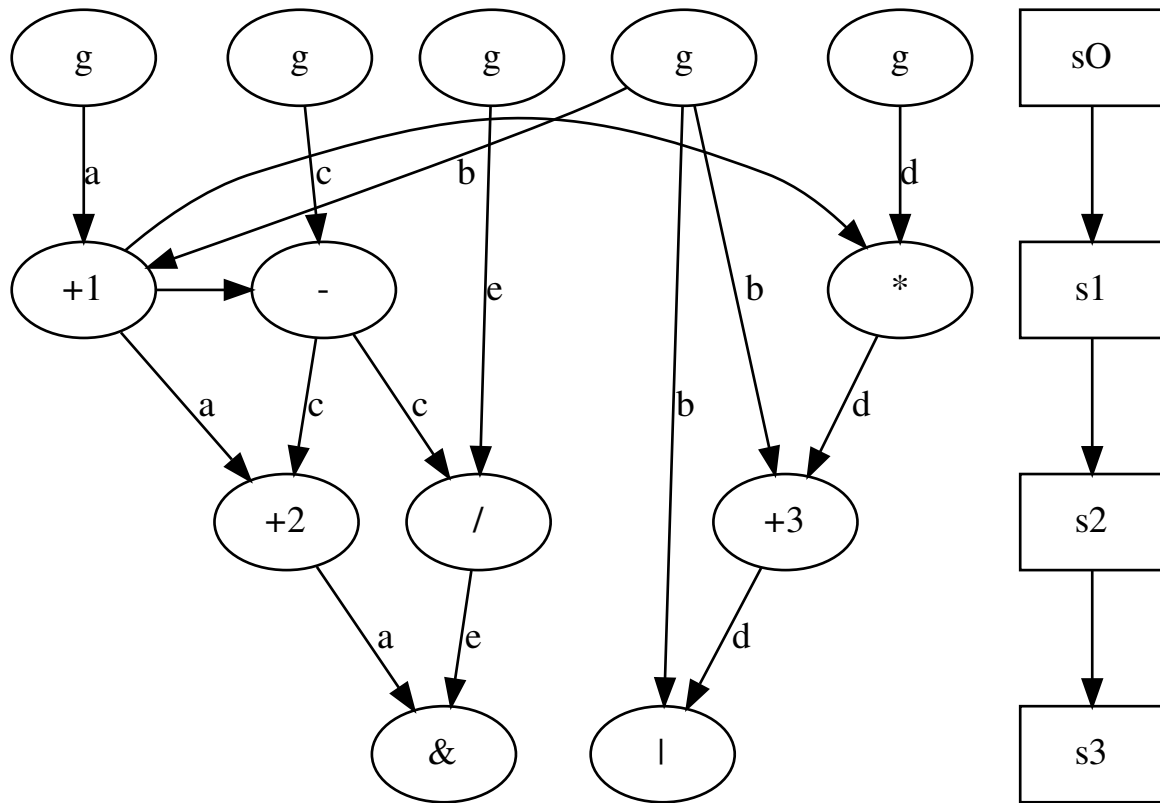 g g g g g sO
a c b d
+1 - * s1
e b
a c c b d
+2 / +3 s2
a e d
& | s3